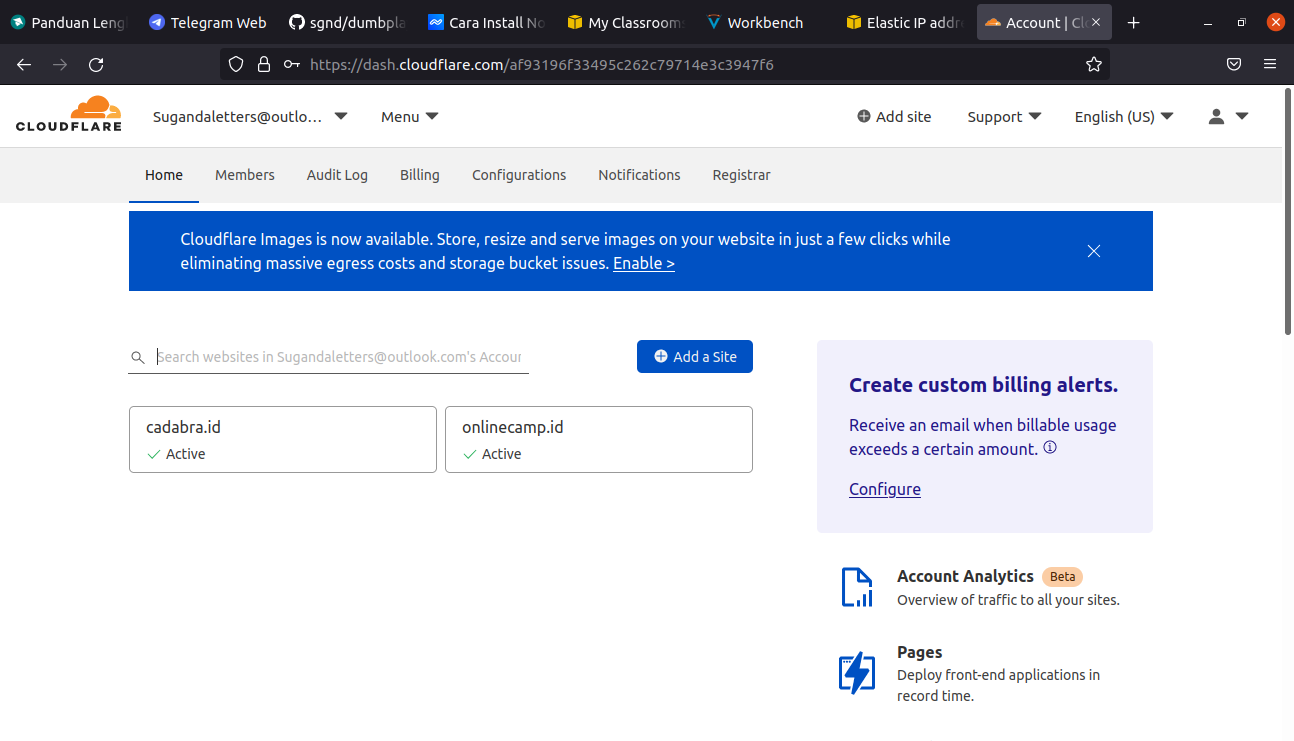 Panduan Leng
Telegram Web
sgnd/dumbpla
Cara Install No
My Classrooms
Workbench
Elastic IP addre
Account | Clo
https://dash.cloudflare.com/af93196f33495c262c79714e3c3947f6
CLOUDFLARE
Sugandaletters@outlo...
Menu
Add site
Support
English (US)
Home
Members
Audit Log
Billing
Configurations
Notifications
Registrar
Cloudflare Images is now available. Store, resize and serve images on your website in just a few clicks while
eliminating massive egress costs and storage bucket issues. Enable >
Search websites in Sugandaletters@outlook.com's Accour
Add a Site
cadabra.id
Active
onlinecamp.id
Active
Create custom billing alerts.
Receive an email when billable usage
exceeds a certain amount.
Configure
Account Analytics Beta
Overview of traffic to all your sites.
Pages
Deploy front-end applications in
record time.